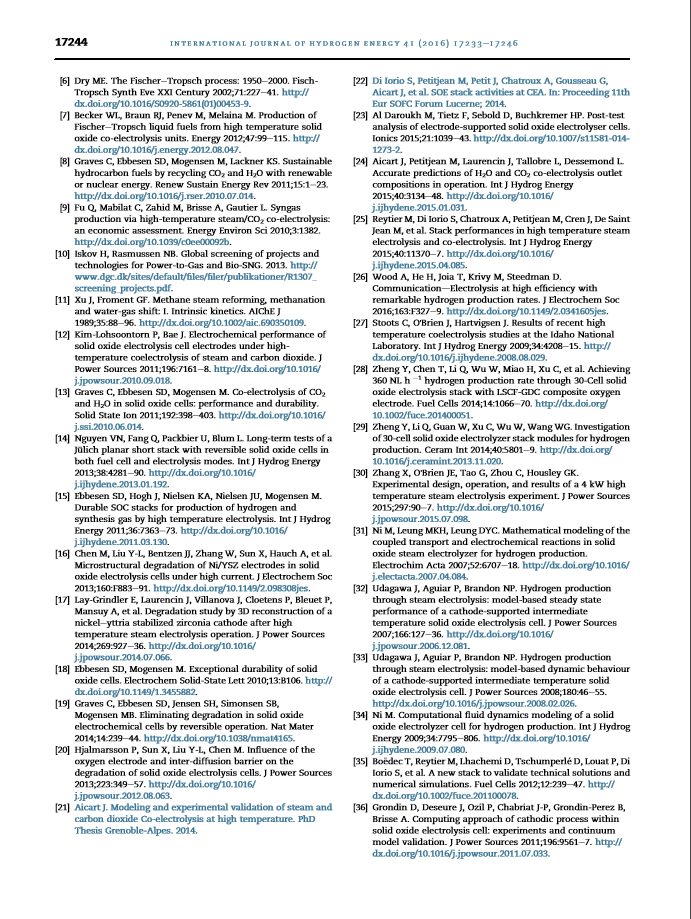 17244
INTERNATIONAL JOURNAL OF HYDROGEN ENERGY 41 (2016) 17233–17246
[6] Dry ME. The Fischer–Tropsch process: 1950–2000. Fisch-
Tropsch Synth Eve XXI Century 2002;71:227–41. http://
dx.doi.org/10.1016/S0920-5861(01)00453-9.
[7] Becker WL, Braun RJ, Penev M, Melaina M. Production of
Fischer–Tropsch liquid fuels from high temperature solid
oxide co-electrolysis units. Energy 2012;47:99–115. http://
dx.doi.org/10.1016/j.energy.2012.08.047.
[8] Graves C, Ebbesen SD, Mogensen M, Lackner KS. Sustainable
hydrocarbon fuels by recycling CO2 and H2O with renewable
or nuclear energy. Renew Sustain Energy Rev 2011;15:1–23.
http://dx.doi.org/10.1016/j.rser.2010.07.014.
[9] Fu Q, Mabilat C, Zahid M, Brisse A, Gautier L. Syngas
production via high-temperature steam/CO2 co-electrolysis:
an economic assessment. Energy Environ Sci 2010;3:1382.
http://dx.doi.org/10.1039/c0ee00092b.
[10] Iskov H, Rasmussen NB. Global screening of projects and
technologies for Power-to-Gas and Bio-SNG. 2013. http://
www.dgc.dk/sites/default/files/filer/publikationer/R1307_
screening_projects.pdf.
[11] Xu J, Froment GF. Methane steam reforming, methanation
and water-gas shift: I. Intrinsic kinetics. AIChE J
1989;35:88–96. http://dx.doi.org/10.1002/aic.690350109.
[12] Kim-Lohsoontorn P, Bae J. Electrochemical performance of
solid oxide electrolysis cell electrodes under high-
temperature coelectrolysis of steam and carbon dioxide. J
Power Sources 2011;196:7161–8. http://dx.doi.org/10.1016/
j.jpowsour.2010.09.018.
[13] Graves C, Ebbesen SD, Mogensen M. Co-electrolysis of CO2
and H2O in solid oxide cells: performance and durability.
Solid State Ion 2011;192:398–403. http://dx.doi.org/10.1016/
j.ssi.2010.06.014.
[14] Nguyen VN, Fang Q, Packbier U, Blum L. Long-term tests of a
Jülich planar short stack with reversible solid oxide cells in
both fuel cell and electrolysis modes. Int J Hydrog Energy
2013;38:4281–90. http://dx.doi.org/10.1016/
j.ijhydene.2013.01.192.
[15] Ebbesen SD, Hogh J, Nielsen KA, Nielsen JU, Mogensen M.
Durable SOC stacks for production of hydrogen and
synthesis gas by high temperature electrolysis. Int J Hydrog
Energy 2011;36:7363–73. http://dx.doi.org/10.1016/
j.ijhydene.2011.03.130.
[16] Chen M, Liu Y-L, Bentzen JJ, Zhang W, Sun X, Hauch A, et al.
Microstructural degradation of Ni/YSZ electrodes in solid
oxide electrolysis cells under high current. J Electrochem Soc
2013;160:F883–91. http://dx.doi.org/10.1149/2.098308jes.
[17] Lay-Grindler E, Laurencin J, Villanova J, Cloetens P, Bleuet P,
Mansuy A, et al. Degradation study by 3D reconstruction of a
nickel–yttria stabilized zirconia cathode after high
temperature steam electrolysis operation. J Power Sources
2014;269:927–36. http://dx.doi.org/10.1016/
j.jpowsour.2014.07.066.
[18] Ebbesen SD, Mogensen M. Exceptional durability of solid
oxide cells. Electrochem Solid-State Lett 2010;13:B106. http://
dx.doi.org/10.1149/1.3455882.
[19] Graves C, Ebbesen SD, Jensen SH, Simonsen SB,
Mogensen MB. Eliminating degradation in solid oxide
electrochemical cells by reversible operation. Nat Mater
2014;14:239–44. http://dx.doi.org/10.1038/nmat4165.
[20] Hjalmarsson P, Sun X, Liu Y-L, Chen M. Influence of the
oxygen electrode and inter-diffusion barrier on the
degradation of solid oxide electrolysis cells. J Power Sources
2013;223:349–57. http://dx.doi.org/10.1016/
j.jpowsour.2012.08.063.
[21] Aicart J. Modeling and experimental validation of steam and
carbon dioxide Co-electrolysis at high temperature. PhD
Thesis Grenoble-Alpes. 2014.
[22] Di Iorio S, Petitjean M, Petit J, Chatroux A, Gousseau G,
Aicart J, et al. SOE stack activities at CEA. In: Proceeding 11th
Eur SOFC Forum Lucerne; 2014.
[23] Al Daroukh M, Tietz F, Sebold D, Buchkremer HP. Post-test
analysis of electrode-supported solid oxide electrolyser cells.
Ionics 2015;21:1039–43. http://dx.doi.org/10.1007/s11581-014-
1273-2.
[24] Aicart J, Petitjean M, Laurencin J, Tallobre L, Dessemond L.
Accurate predictions of H2O and CO2 co-electrolysis outlet
compositions in operation. Int J Hydrog Energy
2015;40:3134–48. http://dx.doi.org/10.1016/
j.ijhydene.2015.01.031.
[25] Reytier M, Di Iorio S, Chatroux A, Petitjean M, Cren J, De Saint
Jean M, et al. Stack performances in high temperature steam
electrolysis and co-electrolysis. Int J Hydrog Energy
2015;40:11370–7. http://dx.doi.org/10.1016/
j.ijhydene.2015.04.085.
[26] Wood A, He H, Joia T, Krivy M, Steedman D.
Communication—Electrolysis at high efficiency with
remarkable hydrogen production rates. J Electrochem Soc
2016;163:F327–9. http://dx.doi.org/10.1149/2.0341605jes.
[27] Stoots C, O'Brien J, Hartvigsen J. Results of recent high
temperature coelectrolysis studies at the Idaho National
Laboratory. Int J Hydrog Energy 2009;34:4208–15. http://
dx.doi.org/10.1016/j.ijhydene.2008.08.029.
[28] Zheng Y, Chen T, Li Q, Wu W, Miao H, Xu C, et al. Achieving
360 NL h −1 hydrogen production rate through 30-Cell solid
oxide electrolysis stack with LSCF-GDC composite oxygen
electrode. Fuel Cells 2014;14:1066–70. http://dx.doi.org/
10.1002/fuce.201400051.
[29] Zheng Y, Li Q, Guan W, Xu C, Wu W, Wang WG. Investigation
of 30-cell solid oxide electrolyzer stack modules for hydrogen
production. Ceram Int 2014;40:5801–9. http://dx.doi.org/
10.1016/j.ceramint.2013.11.020.
[30] Zhang X, O'Brien JE, Tao G, Zhou C, Housley GK.
Experimental design, operation, and results of a 4 kW high
temperature steam electrolysis experiment. J Power Sources
2015;297:90–7. http://dx.doi.org/10.1016/
j.jpowsour.2015.07.098.
[31] Ni M, Leung MKH, Leung DYC. Mathematical modeling of the
coupled transport and electrochemical reactions in solid
oxide steam electrolyzer for hydrogen production.
Electrochim Acta 2007;52:6707–18. http://dx.doi.org/10.1016/
j.electacta.2007.04.084.
[32] Udagawa J, Aguiar P, Brandon NP. Hydrogen production
through steam electrolysis: model-based steady state
performance of a cathode-supported intermediate
temperature solid oxide electrolysis cell. J Power Sources
2007;166:127–36. http://dx.doi.org/10.1016/
j.jpowsour.2006.12.081.
[33] Udagawa J, Aguiar P, Brandon NP. Hydrogen production
through steam electrolysis: model-based dynamic behaviour
of a cathode-supported intermediate temperature solid
oxide electrolysis cell. J Power Sources 2008;180:46–55.
http://dx.doi.org/10.1016/j.jpowsour.2008.02.026.
[34] Ni M. Computational fluid dynamics modeling of a solid
oxide electrolyzer cell for hydrogen production. Int J Hydrog
Energy 2009;34:7795–806. http://dx.doi.org/10.1016/
j.ijhydene.2009.07.080.
[35] Boëdec T, Reytier M, Lhachemi D, Tschumperlé D, Louat P, Di
Iorio S, et al. A new stack to validate technical solutions and
numerical simulations. Fuel Cells 2012;12:239–47. http://
dx.doi.org/10.1002/fuce.201100078.
[36] Grondin D, Deseure J, Ozil P, Chabriat J-P, Grondin-Perez B,
Brisse A. Computing approach of cathodic process within
solid oxide electrolysis cell: experiments and continuum
model validation. J Power Sources 2011;196:9561–7. http://
dx.doi.org/10.1016/j.jpowsour.2011.07.033.